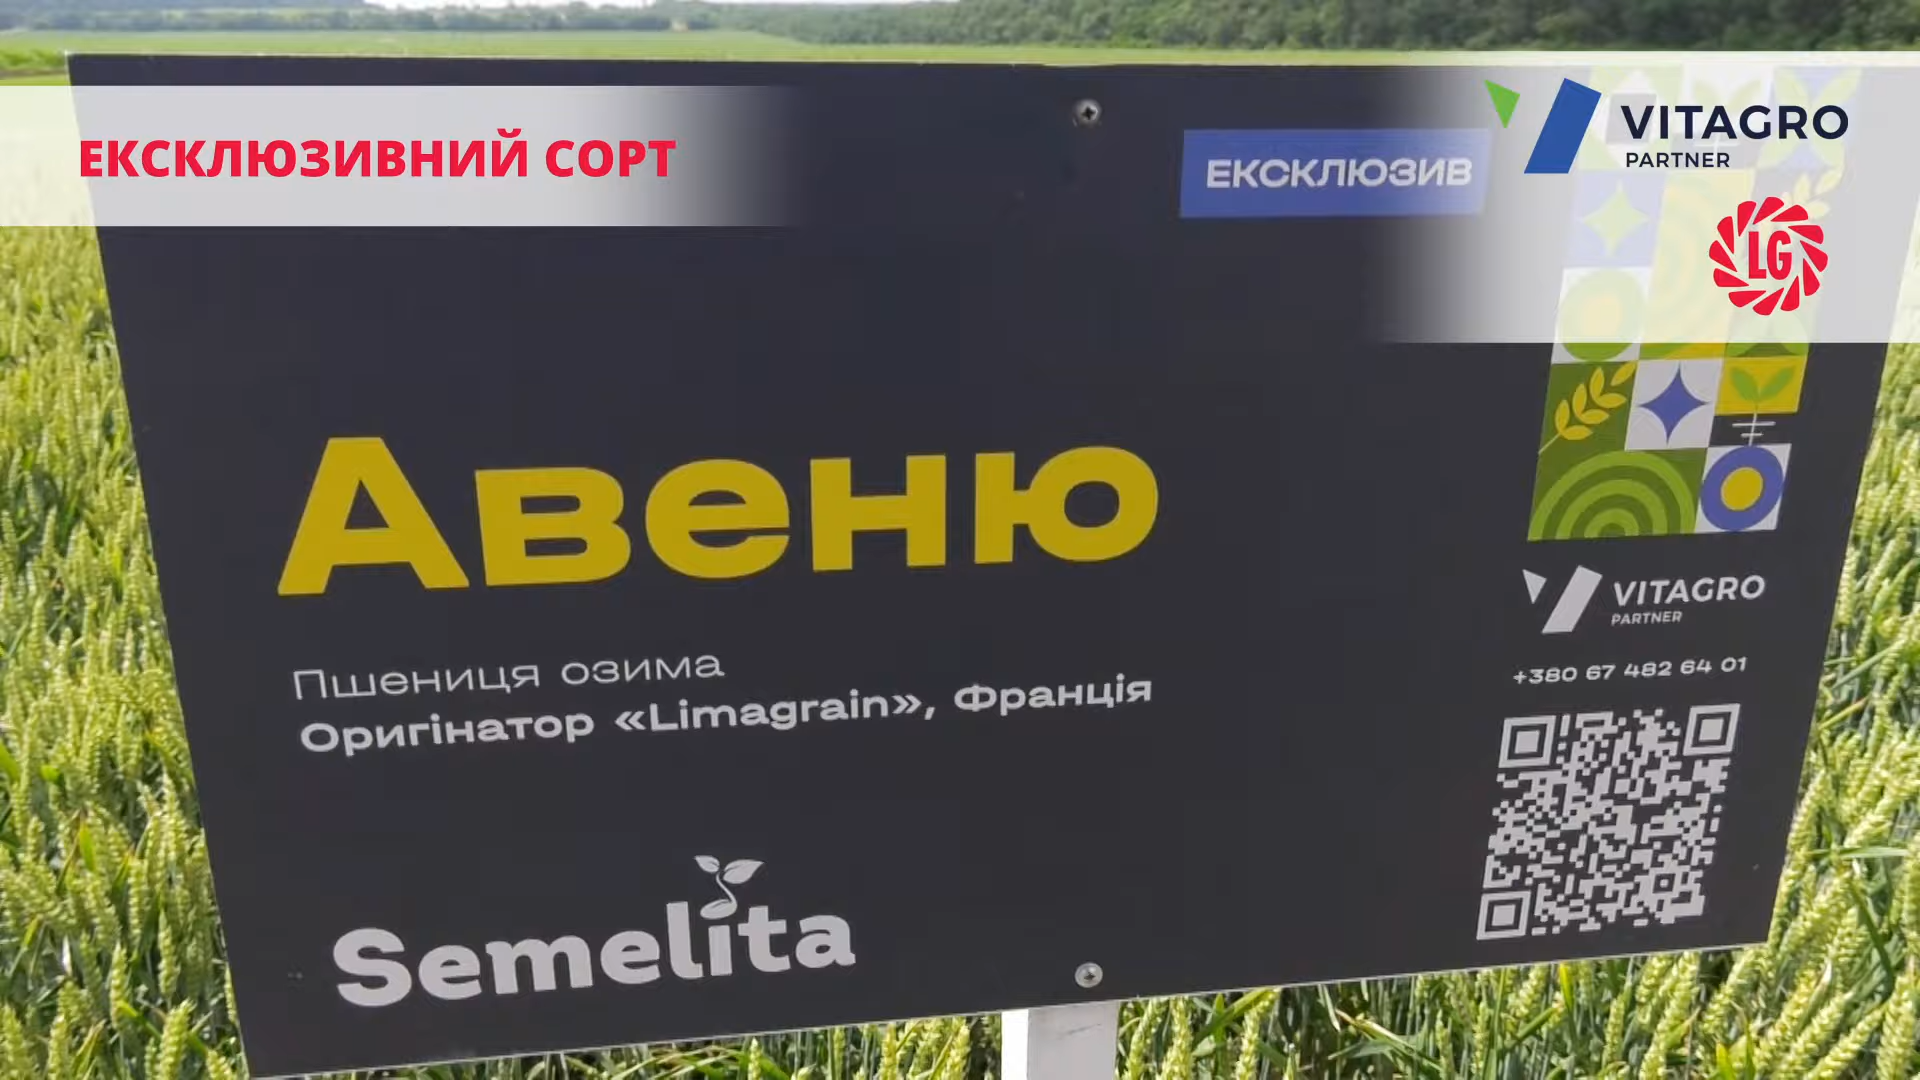 ЕКСКЛЮЗИВНИЙ СОРТ
VITAGRO
PARTNER
LG
ЕКСКЛЮЗИВ
Авеню
Пшениця озима
Оригінатор «Limagrain», Франція
Semelita
VITAGRO
PARTNER
+380 67 482 64 01